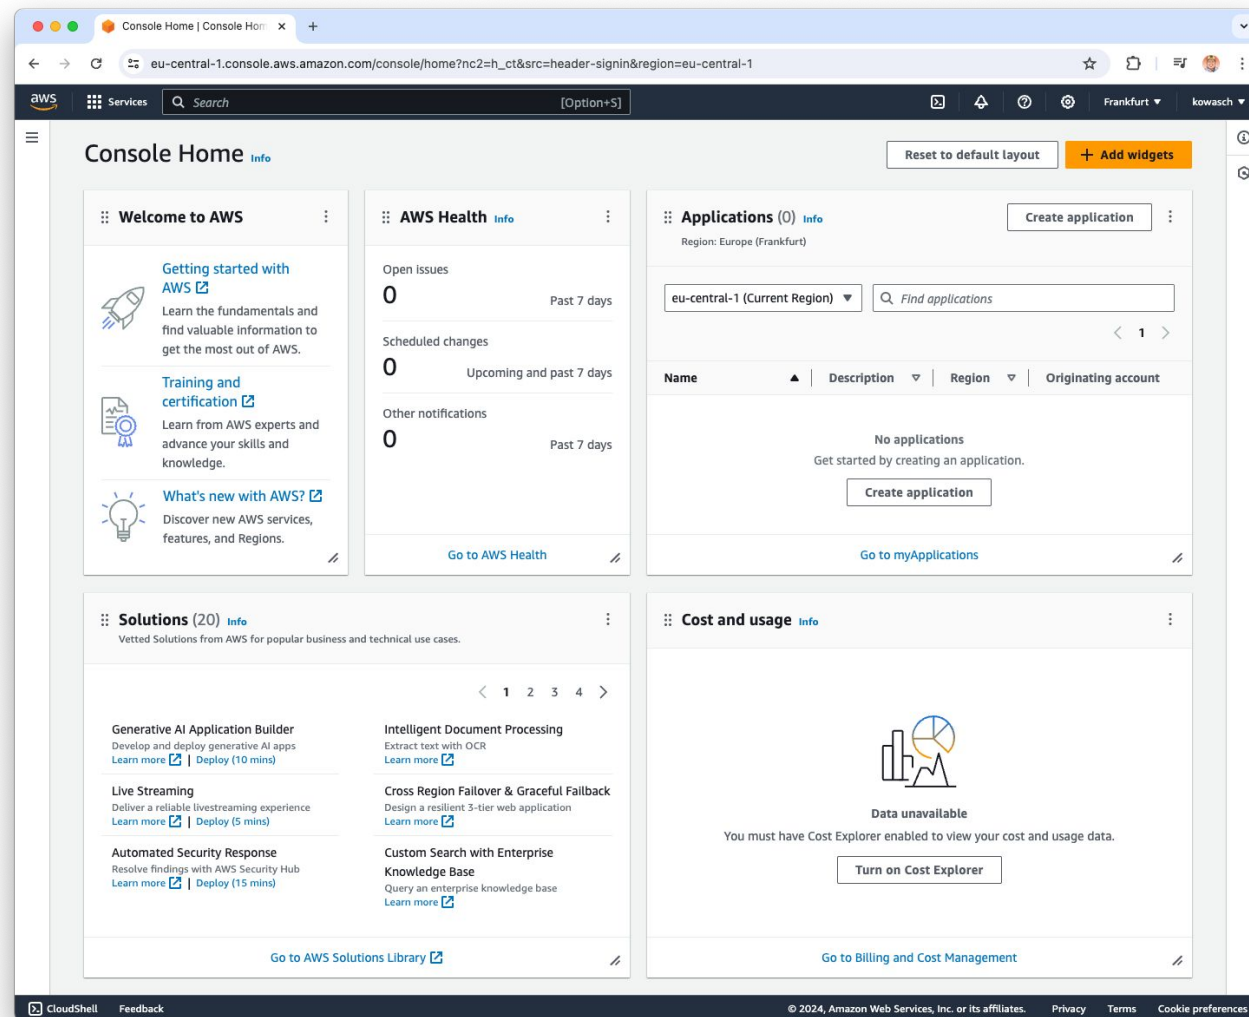 Console Home | Console Hom
eu-central-1.console.aws.amazon.com/console/home?nc2=h_ct&src=header-signin&region=eu-central-1
aws
Services
Search
[Option+S]
Frankfurt
kowasch
Console Home Info
Reset to default layout
+ Add widgets
Welcome to AWS
Getting started with
AWS
Learn the fundamentals and
find valuable information to
get the most out of AWS.
Training and
certification
Learn from AWS experts and
advance your skills and
knowledge.
What's new with AWS?
Discover new AWS services,
features, and Regions.
AWS Health Info
Open issues
0
Past 7 days
Scheduled changes
0
Upcoming and past 7 days
Other notifications
0
Past 7 days
Go to AWS Health
Applications (0) Info
Region: Europe (Frankfurt)
Create application
eu-central-1 (Current Region)
Find applications
1
Name
Description
Region
Originating account
No applications
Get started by creating an application.
Create application
Go to myApplications
Solutions (20) Info
Vetted Solutions from AWS for popular business and technical use cases.
1 2 3 4
Generative AI Application Builder
Develop and deploy generative AI apps
Learn more | Deploy (10 mins)
Live Streaming
Deliver a reliable livestreaming experience
Learn more | Deploy (5 mins)
Automated Security Response
Resolve findings with AWS Security Hub
Learn more | Deploy (15 mins)
Intelligent Document Processing
Extract text with OCR
Learn more
Cross Region Failover & Graceful Failback
Design a resilient 3-tier web application
Learn more
Custom Search with Enterprise
Knowledge Base
Query an enterprise knowledge base
Learn more
Go to AWS Solutions Library
Cost and usage Info
Data unavailable
You must have Cost Explorer enabled to view your cost and usage data.
Turn on Cost Explorer
Go to Billing and Cost Management
CloudShell
Feedback
© 2024, Amazon Web Services, Inc. or its affiliates.
Privacy
Terms
Cookie preferences